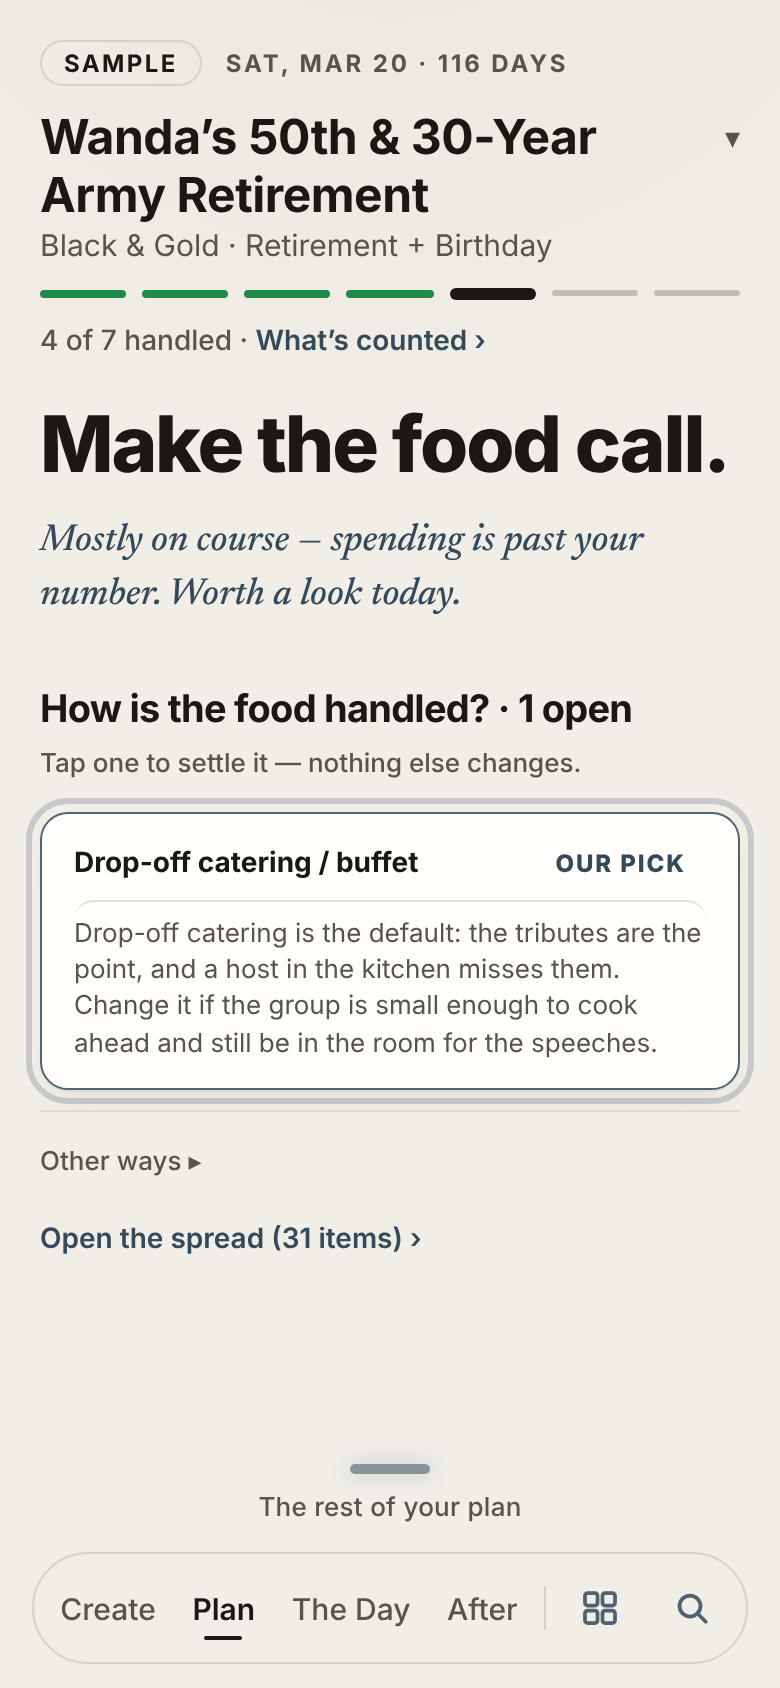 SAMPLE SAT, MAR 20 · 116 DAYS
Wanda’s 50th & 30-Year ▼
Army Retirement
Black & Gold · Retirement + Birthday
4 of 7 handled · What’s counted ›
Make the food call.
Mostly on course – spending is past your
number. Worth a look today.
How is the food handled? · 1 open
Tap one to settle it — nothing else changes.
Drop-off catering / buffet OUR PICK
Drop-off catering is the default: the tributes are the
point, and a host in the kitchen misses them.
Change it if the group is small enough to cook
ahead and still be in the room for the speeches.
Other ways ▸
Open the spread (31 items) ›
The rest of your plan
Create Plan The Day After